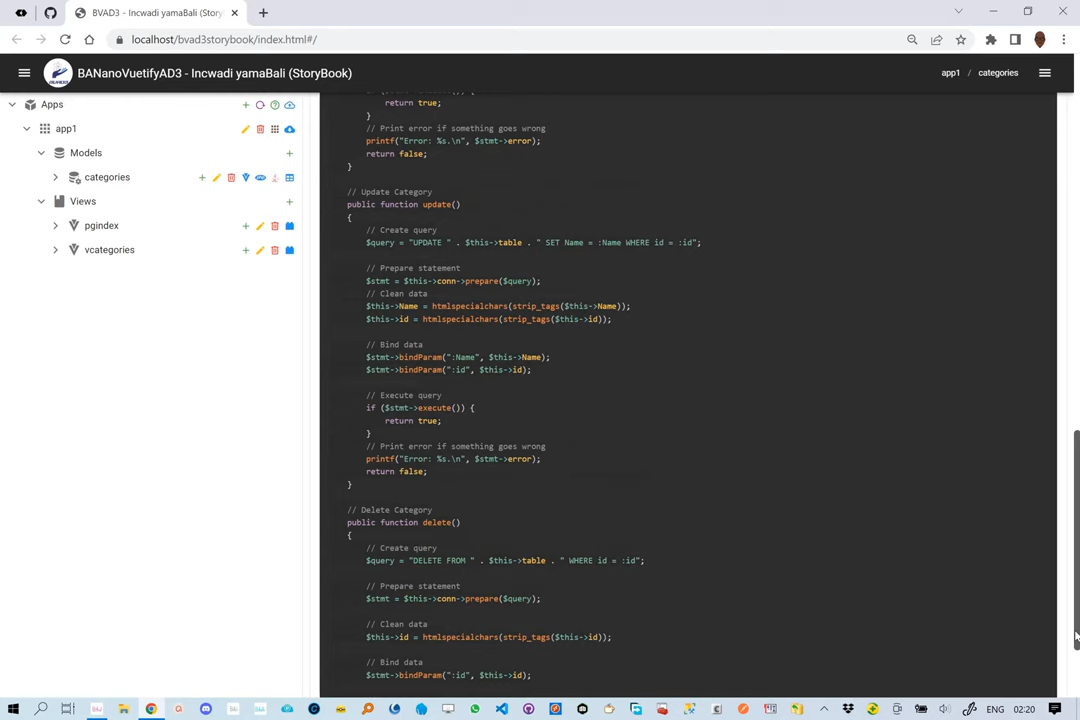 BVAD3 - Incwadi yamaBali (Story
localhost/bvad3storybook/index.html#/
BANanoVuetifyAD3 - Incwadi yamaBali (StoryBook)
app1 / categories
Apps
app1
Models
categories
Views
pgindex
vcategories
return true;
}
// Print error if something goes wrong
printf("Error: %s.\n", $stmt->error);
return false;
}
// Update Category
public function update()
{
// Create query
$query = "UPDATE " . $this->table . " SET Name = :Name WHERE id = :id";
// Prepare statement
$stmt = $this->conn->prepare($query);
// Clean data
$this->Name = htmlspecialchars(strip_tags($this->Name));
$this->id = htmlspecialchars(strip_tags($this->id));
// Bind data
$stmt->bindParam(":Name", $this->Name);
$stmt->bindParam(":id", $this->id);
// Execute query
if ($stmt->execute()) {
return true;
}
// Print error if something goes wrong
printf("Error: %s.\n", $stmt->error);
return false;
}
// Delete Category
public function delete()
{
// Create query
$query = "DELETE FROM " . $this->table . " WHERE id = :id";
// Prepare statement
$stmt = $this->conn->prepare($query);
// Clean data
$this->id = htmlspecialchars(strip_tags($this->id));
// Bind data
$stmt->bindParam(":id", $this->id);
ENG 02:20